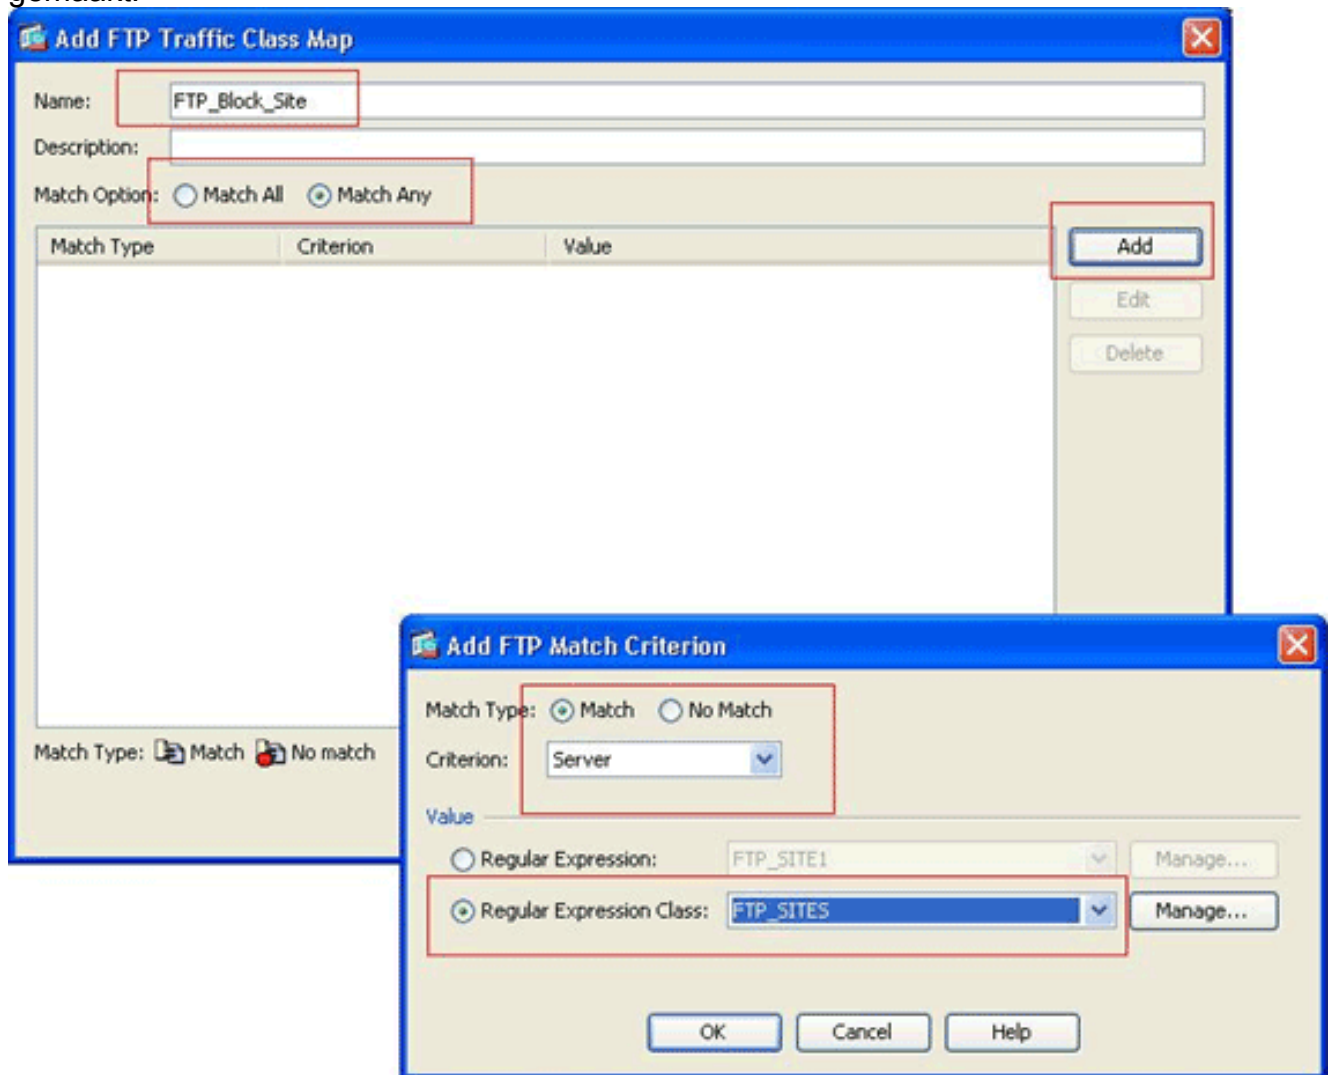 gemaakt.
Add FTP Traffic Class Map
Name: FTP_Block_Site
Description:
Match Option: Match All Match Any
Match Type Criterion Value
Add
Edit
Delete
Match Type: Match No match
Add FTP Match Criterion
Match Type: Match No Match
Criterion: Server
Value
Regular Expression: FTP_SITE1 Manage...
Regular Expression Class: FTP_SITES Manage...
OK Cancel Help